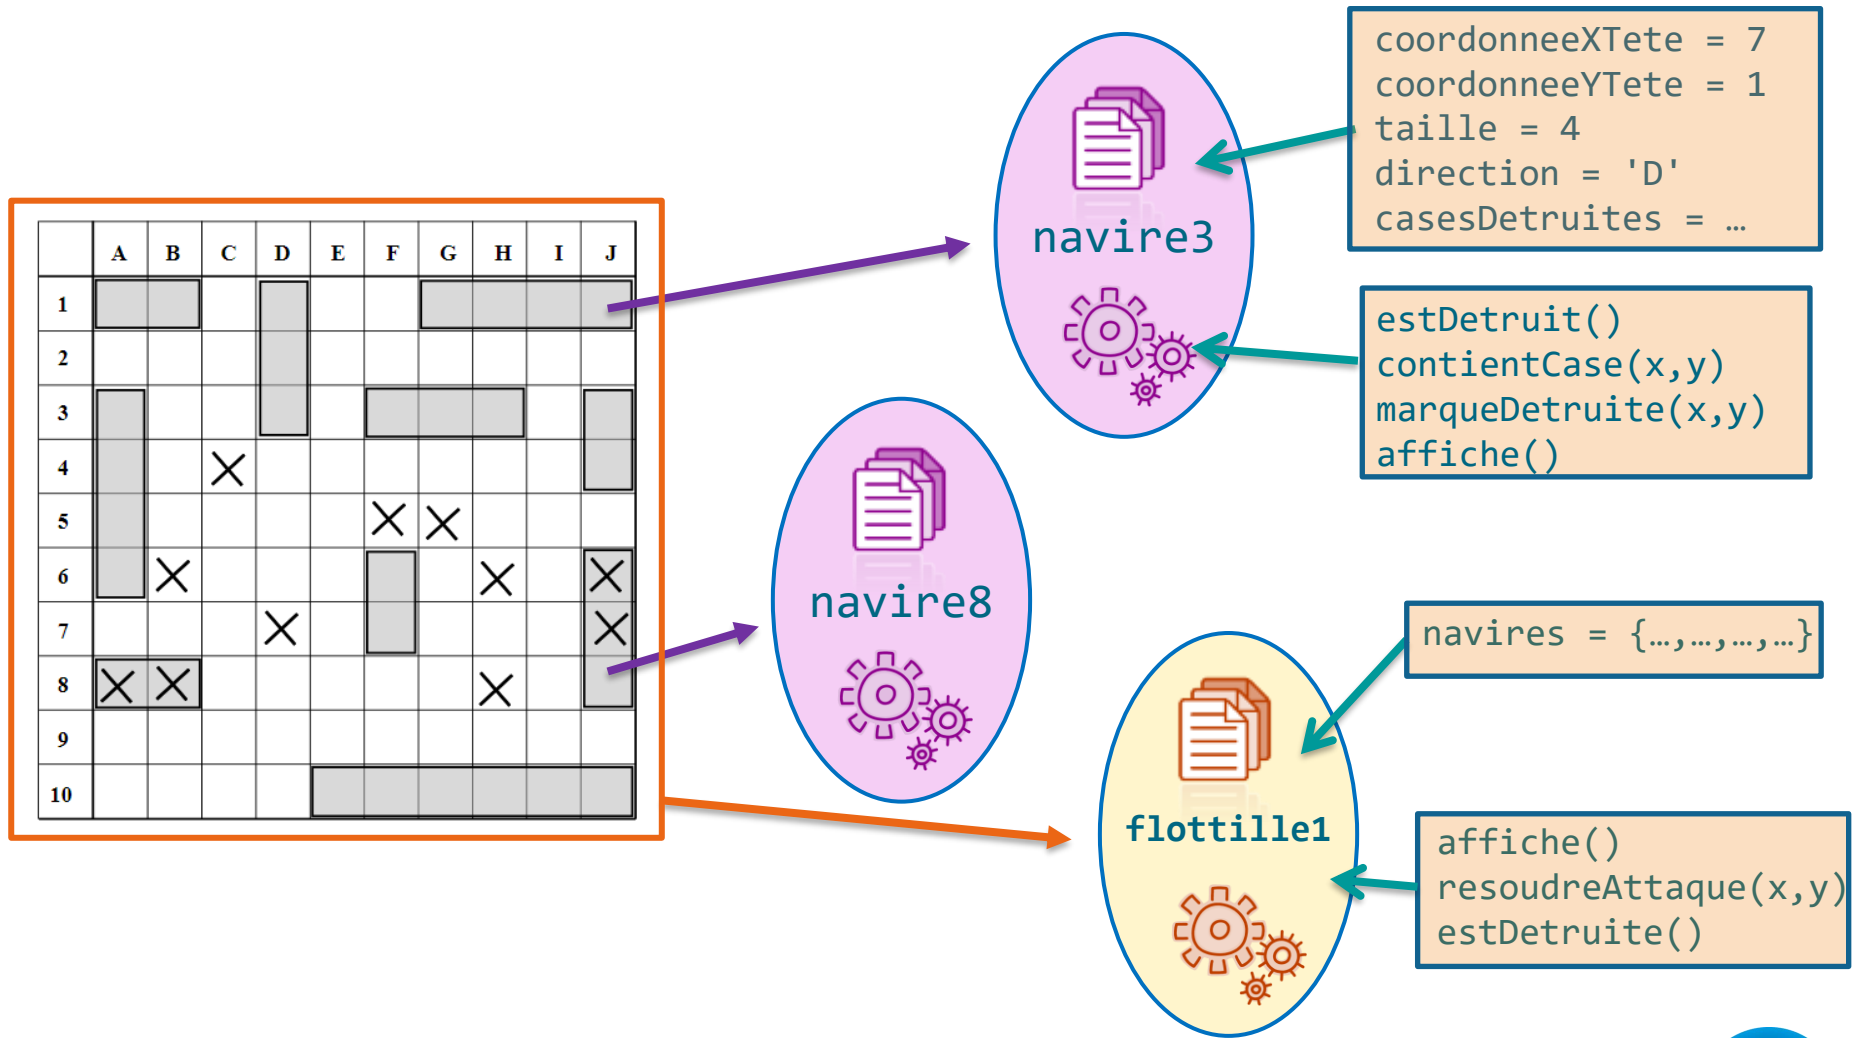 A B C D E F G H I J
1
2
3
4
5
6
7
8
9
10
navire3
coordonneeXTete = 7
coordonneeYTete = 1
taille = 4
direction = 'D'
casesDetruites = …
estDetruit()
contientCase(x,y)
marqueDetruite(x,y)
affiche()
navire8
flottille1
navires = {…,…,…,…}
affiche()
resoudreAttaque(x,y)
estDetruite()